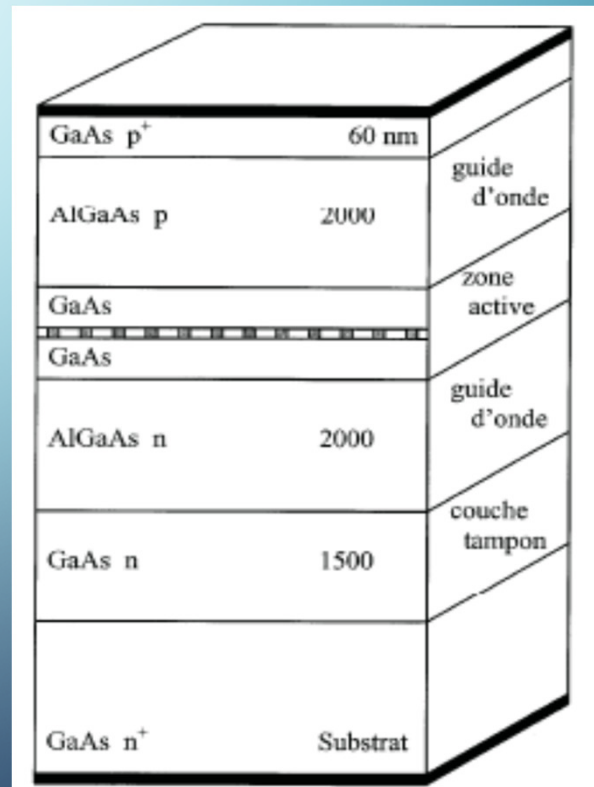 GaAs p⁺ 60 nm
guide
d'onde
AlGaAs p 2000
zone
active
GaAs
GaAs
guide
d'onde
AlGaAs n 2000
couche
tampon
GaAs n 1500
GaAs n⁺ Substrat